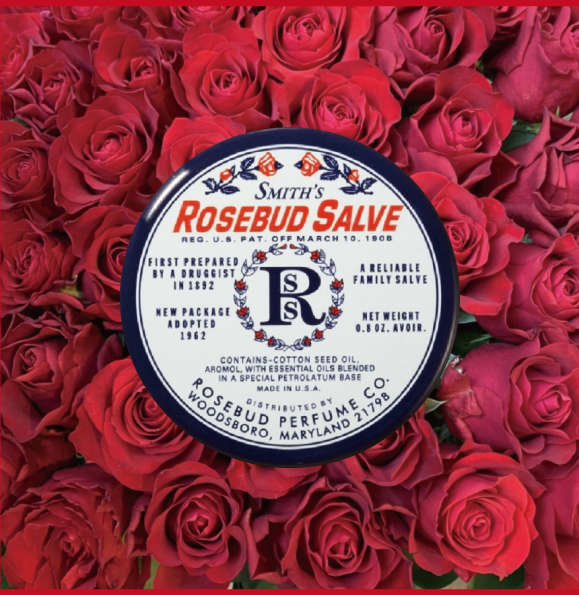 SMITH'S
ROSEBUD SALVE
REG. U.S. PAT. OFF MARCH 10, 1908
FIRST PREPARED
BY A DRUGGIST
IN 1892
NEW PACKAGE
ADOPTED
1962
RSS
A RELIABLE
FAMILY SALVE
NET WEIGHT
0.8 OZ. AVOIR.
CONTAINS-COTTON SEED OIL,
AROMOL, WITH ESSENTIAL OILS BLENDED
IN A SPECIAL PETROLATUM BASE
MADE IN U.S.A.
DISTRIBUTED BY
ROSEBUD PERFUME CO.
WOODSBORO, MARYLAND 21798